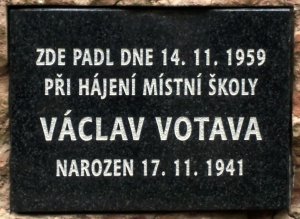 ZDE PADL DNE 14. 11. 1959
PŘI HÁJENÍ MÍSTNÍ ŠKOLY
VÁCLAV VOTAVA
NAROZEN 17. 11. 1941